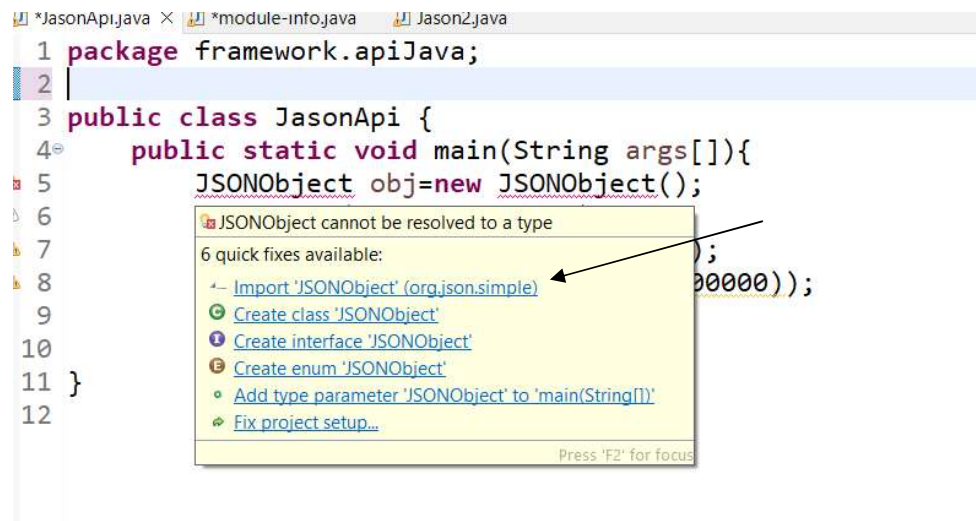 *JasonApi.java × *module-info.java Jason2.java
1 package framework.apiJava;
2
3 public class JasonApi {
4 public static void main(String args[]){
5 JSONObject obj=new JSONObject();
6
JSONObject cannot be resolved to a type
7 6 quick fixes available: );
8 Import 'JSONObject' (org.json.simple) 00000));
9 Create class 'JSONObject'
Create interface 'JSONObject'
10 Create enum 'JSONObject'
11 } Add type parameter 'JSONObject' to 'main(String[])'
12 Fix project setup...
Press 'F2' for focus